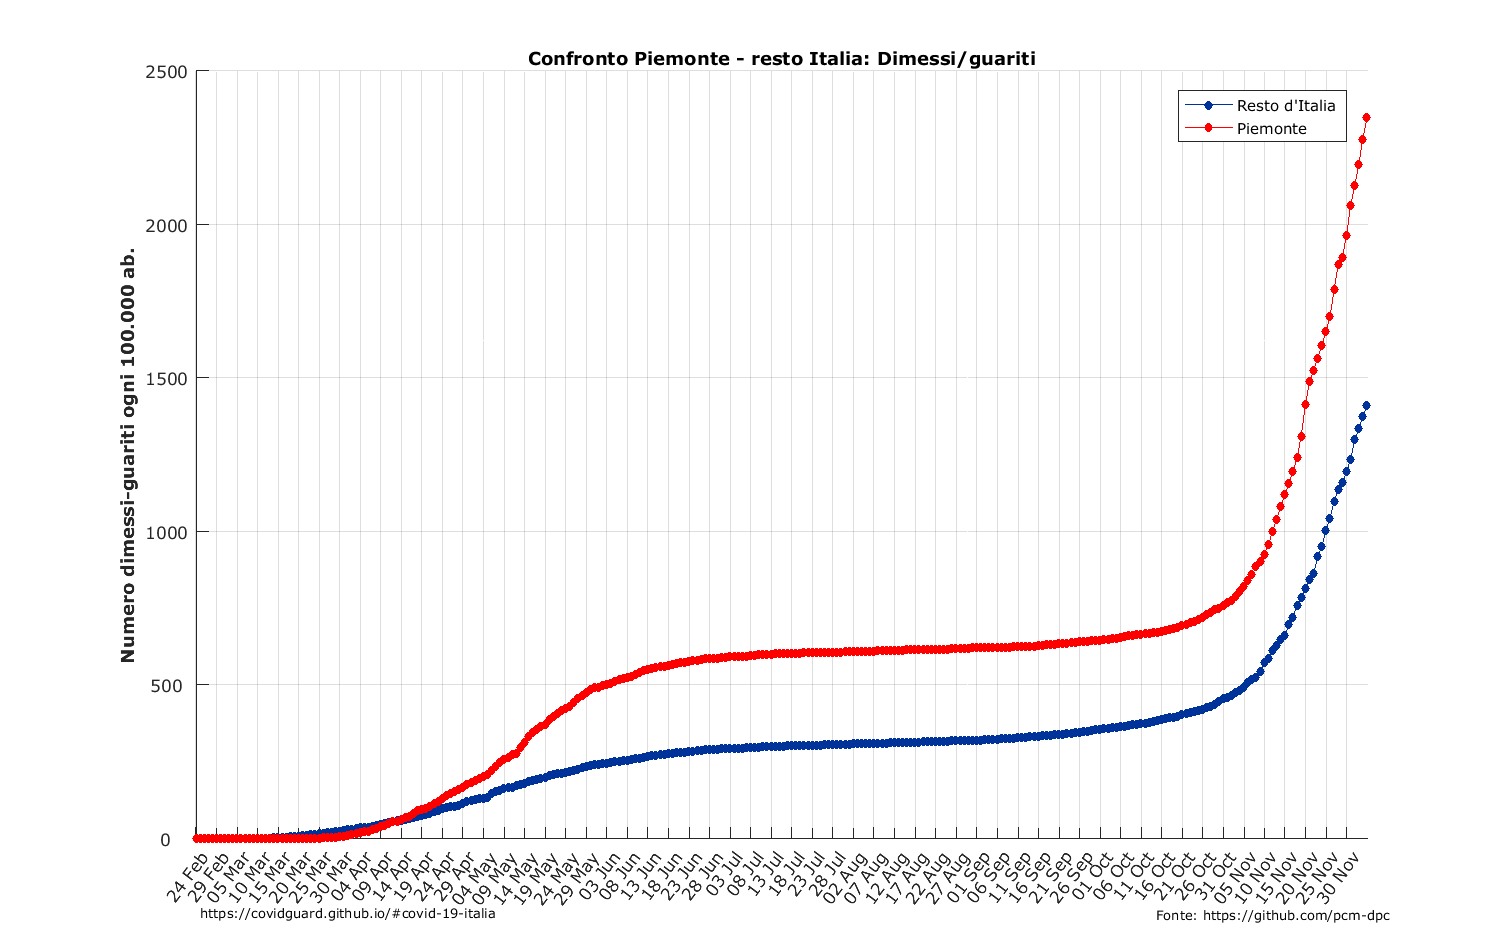 Confronto Piemonte - resto Italia: Dimessi/guariti
Resto d'Italia
Piemonte
Numero dimessi-guariti ogni 100.000 ab.
2500
2000
1500
1000
500
0
24 Feb
29 Feb
05 Mar
10 Mar
15 Mar
20 Mar
25 Mar
30 Mar
04 Apr
09 Apr
14 Apr
19 Apr
24 Apr
29 Apr
04 May
09 May
14 May
19 May
24 May
29 May
03 Jun
08 Jun
13 Jun
18 Jun
23 Jun
28 Jun
03 Jul
08 Jul
13 Jul
18 Jul
23 Jul
28 Jul
02 Aug
07 Aug
12 Aug
17 Aug
22 Aug
27 Aug
01 Sep
06 Sep
11 Sep
16 Sep
21 Sep
26 Sep
01 Oct
06 Oct
11 Oct
16 Oct
21 Oct
26 Oct
31 Oct
05 Nov
10 Nov
15 Nov
20 Nov
25 Nov
30 Nov
https://covidguard.github.io/#covid-19-italia
Fonte: https://github.com/pcm-dpc